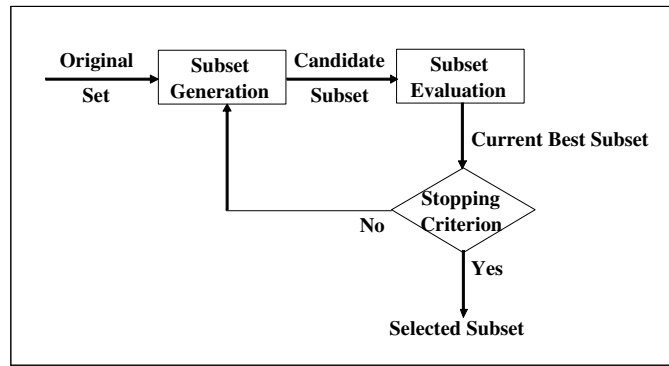 Original
Set
Subset
Generation
Candidate
Subset
Subset
Evaluation
Current Best Subset
Stopping
Criterion
No
Yes
Selected Subset